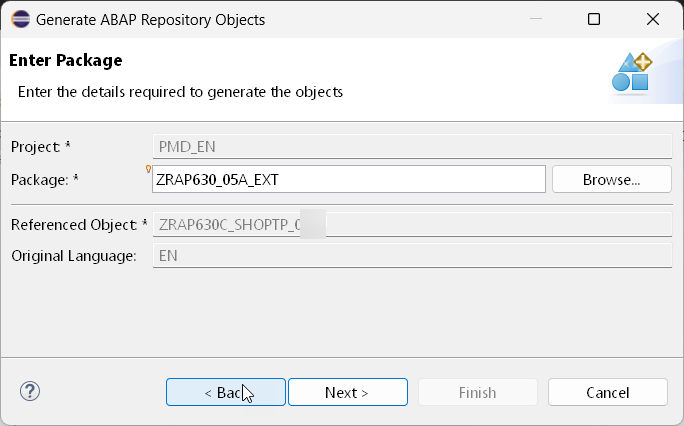 Generate ABAP Repository Objects
Enter Package
Enter the details required to generate the objects
Project: * PMD_EN
Package: * ZRAP630_05A_EXT Browse...
Referenced Object: * ZRAP630C_SHOPTP_0
Original Language: EN
? < Back Next > Finish Cancel